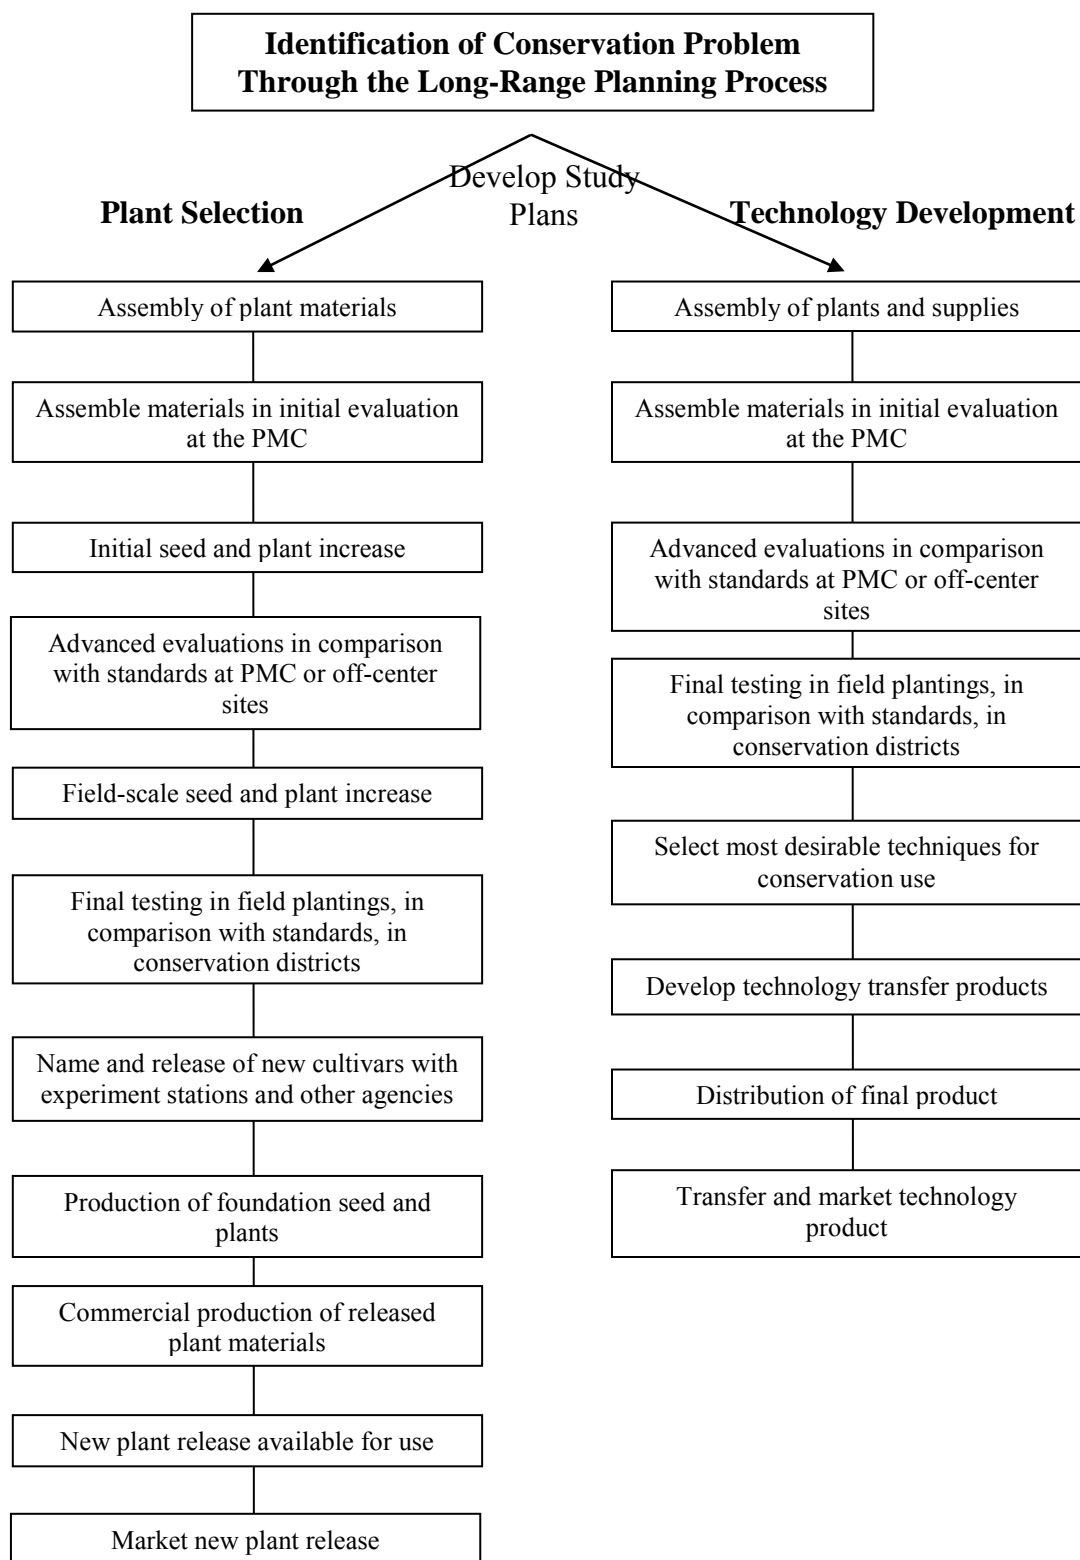 Identification of Conservation Problem
Through the Long-Range Planning Process
Develop Study
Plans
Plant Selection
Technology Development
Assembly of plant materials
Assemble materials in initial evaluation
at the PMC
Initial seed and plant increase
Advanced evaluations in comparison
with standards at PMC or off-center
sites
Field-scale seed and plant increase
Final testing in field plantings, in
comparison with standards, in
conservation districts
Name and release of new cultivars with
experiment stations and other agencies
Production of foundation seed and
plants
Commercial production of released
plant materials
New plant release available for use
Market new plant release
Assembly of plants and supplies
Assemble materials in initial evaluation
at the PMC
Advanced evaluations in comparison
with standards at PMC or off-center
sites
Final testing in field plantings, in
comparison with standards, in
conservation districts
Select most desirable techniques for
conservation use
Develop technology transfer products
Distribution of final product
Transfer and market technology
product